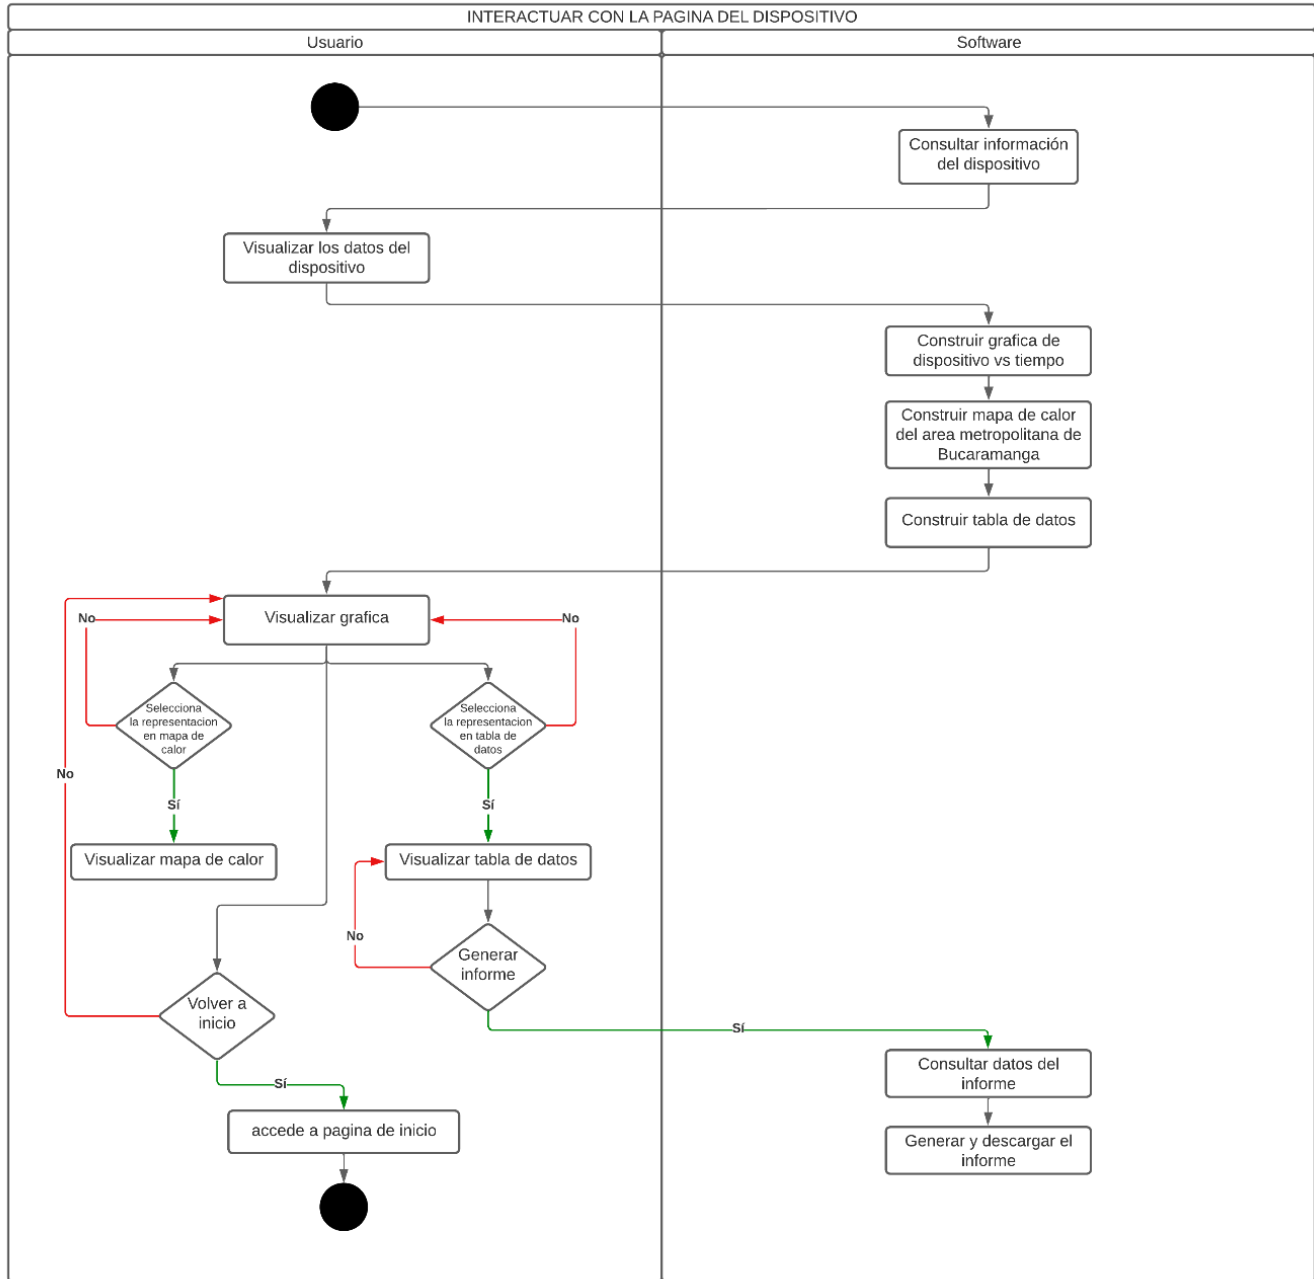 INTERACTUAR CON LA PAGINA DEL DISPOSITIVO
Usuario
Software
Consultar información
del dispositivo
Visualizar los datos del
dispositivo
Construir grafica de
dispositivo vs tiempo
Construir mapa de calor
del area metropolitana de
Bucaramanga
Construir tabla de datos
Visualizar grafica
No
No
Selecciona
la representacion
en mapa de
calor
Selecciona
la representacion
en tabla de
datos
No
Sí
Sí
Visualizar mapa de calor
Visualizar tabla de datos
No
Generar
informe
Volver a
inicio
Sí
Consultar datos del
informe
Sí
accede a pagina de inicio
Generar y descargar el
informe